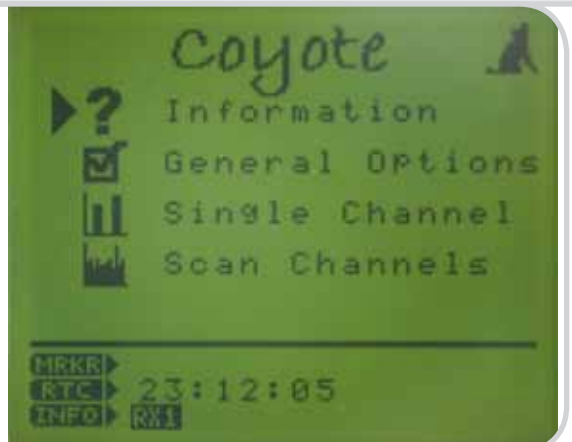 Coyote
? Information
General Options
Single Channel
Scan Channels
MRKR
RTC 23:12:05
INFO RX1